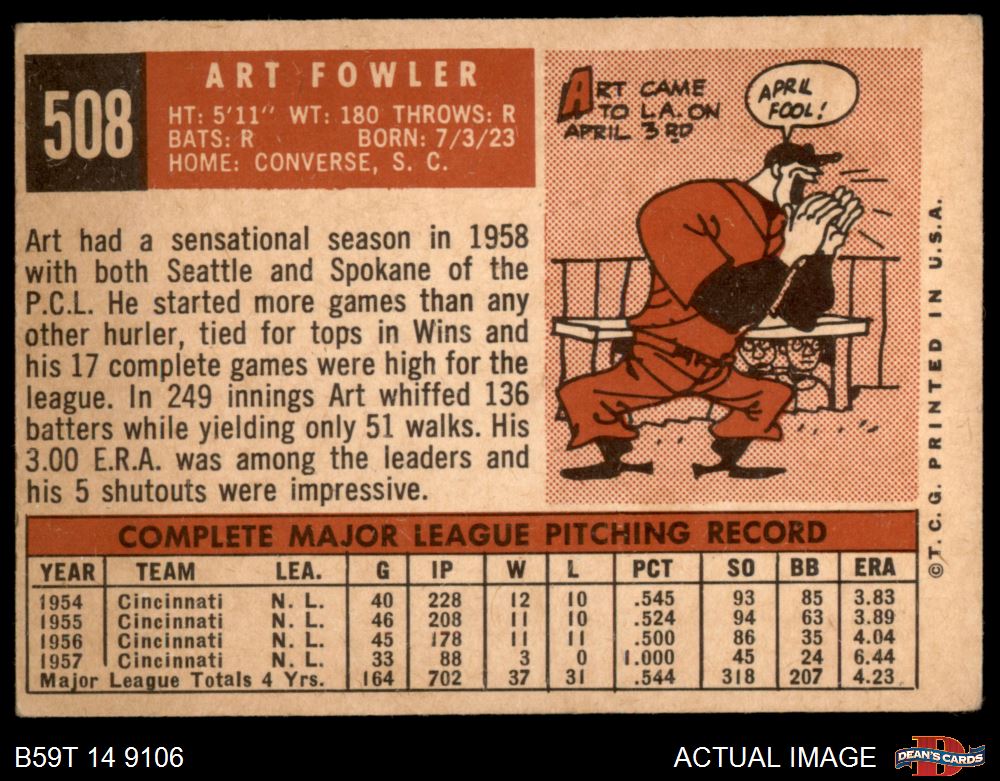 508
ART FOWLER
HT: 5'11" WT: 180 THROWS: R
BATS: R BORN: 7/3/23
HOME: CONVERSE, S. C.
ART CAME
TO L.A. ON
APRIL 3RD
APRIL
FOOL!
Art had a sensational season in 1958
with both Seattle and Spokane of the
P.C.L. He started more games than any
other hurler, tied for tops in Wins and
his 17 complete games were high for the
league. In 249 innings Art whiffed 136
batters while yielding only 51 walks. His
3.00 E.R.A. was among the leaders and
his 5 shutouts were impressive.
©T.C.G. PRINTED IN U.S.A.
COMPLETE MAJOR LEAGUE PITCHING RECORD
YEAR TEAM LEA. G IP W L PCT SO BB ERA
1954 Cincinnati N. L. 40 228 12 10 .545 93 85 3.83
1955 Cincinnati N. L. 46 208 11 10 .524 94 63 3.89
1956 Cincinnati N. L. 45 178 11 11 .500 86 35 4.04
1957 Cincinnati N. L. 33 88 3 0 1.000 45 24 6.44
Major League Totals 4 Yrs. 164 702 37 31 .544 318 207 4.23
B59T 14 9106
ACTUAL IMAGE
DEAN'S CARDS